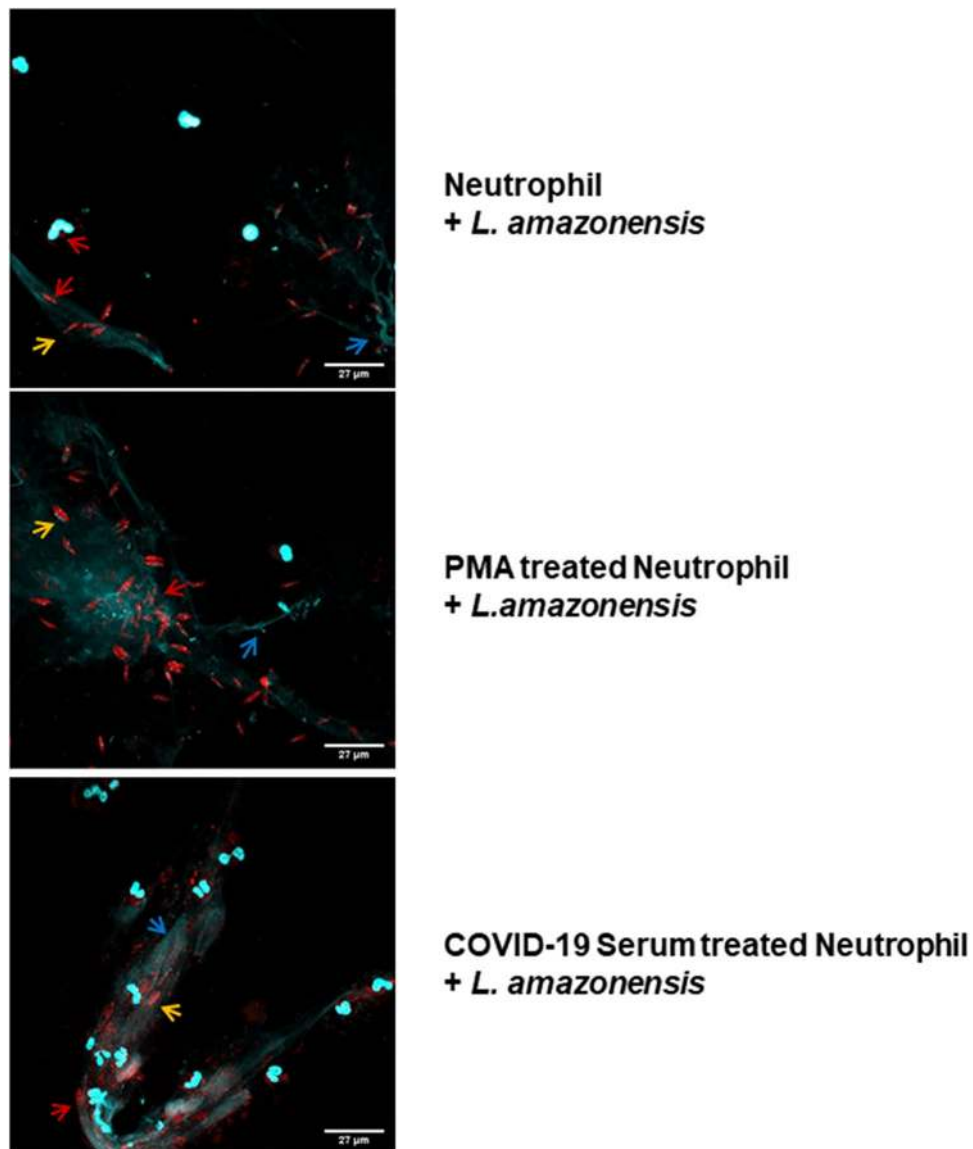 Neutrophil
+ L. amazonensis
27 µm
PMA treated Neutrophil
+ L.amazonensis
27 µm
COVID-19 Serum treated Neutrophil
+ L. amazonensis
27 µm